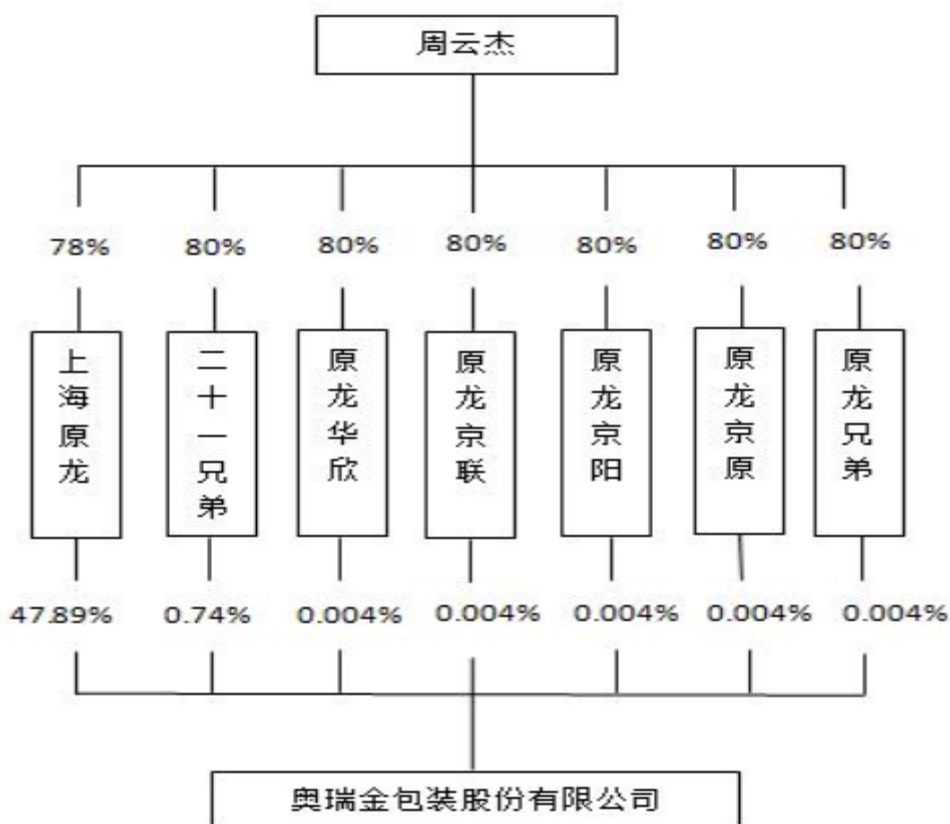 周云杰
78% 80% 80% 80% 80% 80% 80%
上海原龙
二十一兄弟
原龙华欣
原龙京联
原龙京阳
原龙京原
原龙兄弟
47.89% 0.74% 0.004% 0.004% 0.004% 0.004% 0.004%
奥瑞金包装股份有限公司